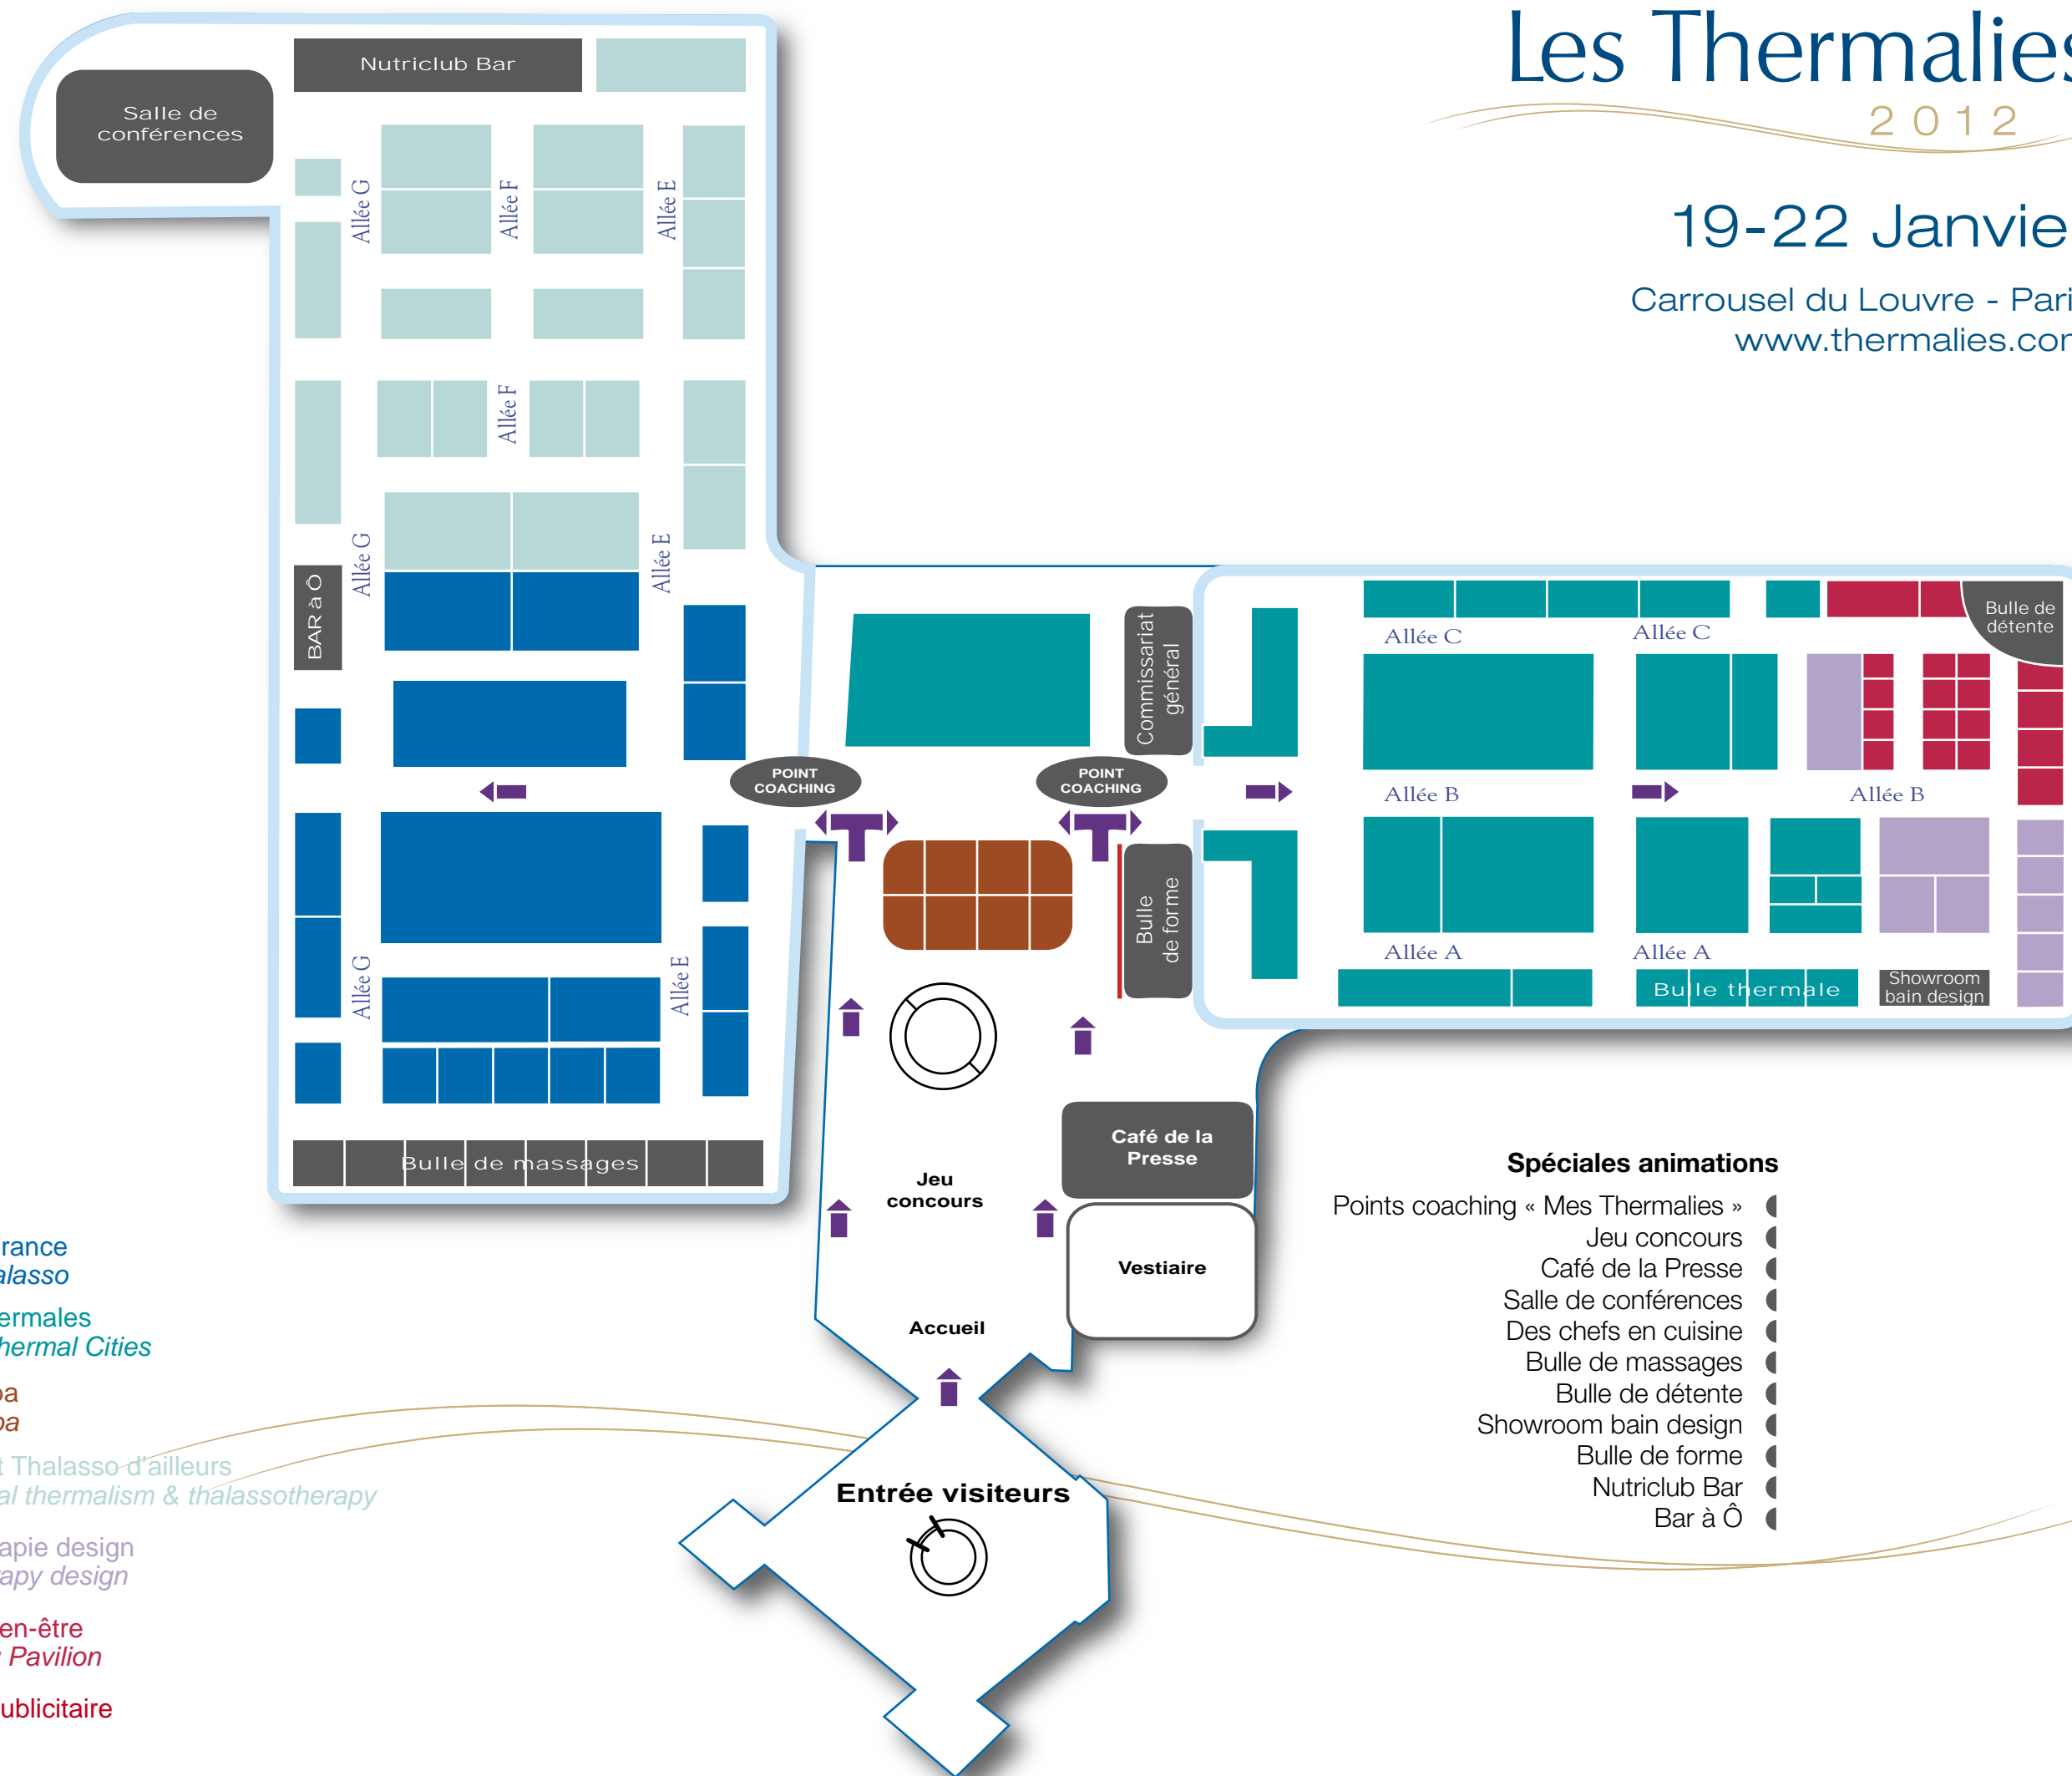 Les Thermalies
2012
19-22 Janvie
Carrousel du Louvre - Pari
www.thermalies.co
Nutriclub Bar
Salle de
conférences
Allée G
Allée F
Allée E
Allée F
Allée G
Allée E
BAR à Ô
Commissariat
général
Allée C
Allée C
Bulle de
détente
POINT
COACHING
POINT
COACHING
Allée B
Allée B
Bulle
de forme
Allée A
Allée A
Allée G
Allée E
Bulle thermale
Showroom
bain design
Bulle de massages
Café de la
Presse
Jeu
concours
Vestiaire
Accueil
Entrée visiteurs
Spéciales animations
Points coaching « Mes Thermalies »
Jeu concours
Café de la Presse
Salle de conférences
Des chefs en cuisine
Bulle de massages
Bulle de détente
Showroom bain design
Bulle de forme
Nutriclub Bar
Bar à Ô
rance
alasso
ermales
hermal Cities
pa
pa
t Thalasso d'ailleurs
al thermalism & thalassotherapy
apie design
rapy design
en-être
Pavilion
ublicitaire